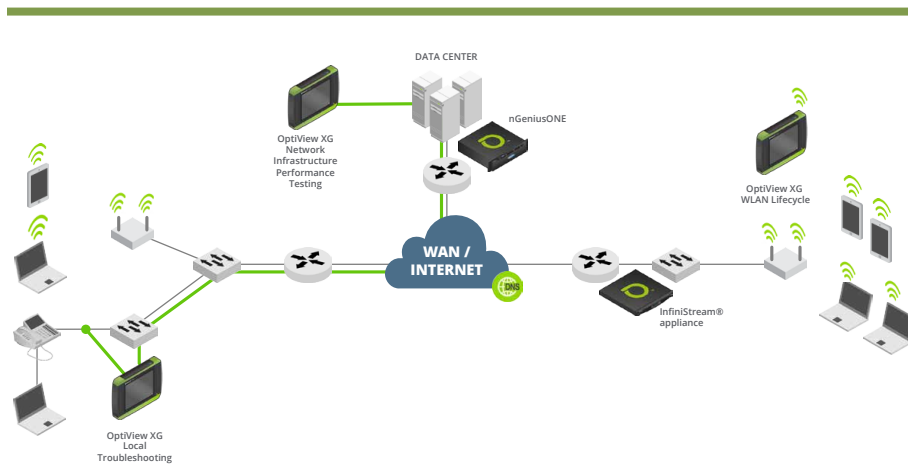 DATA CENTER
nGeniusONE
OptiView XG
Network
Infrastructure
Performance
Testing
OptiView XG
WLAN Lifecycle
WAN /
INTERNET
DNS
InfiniStream®
appliance
OptiView XG
Local
Troubleshooting